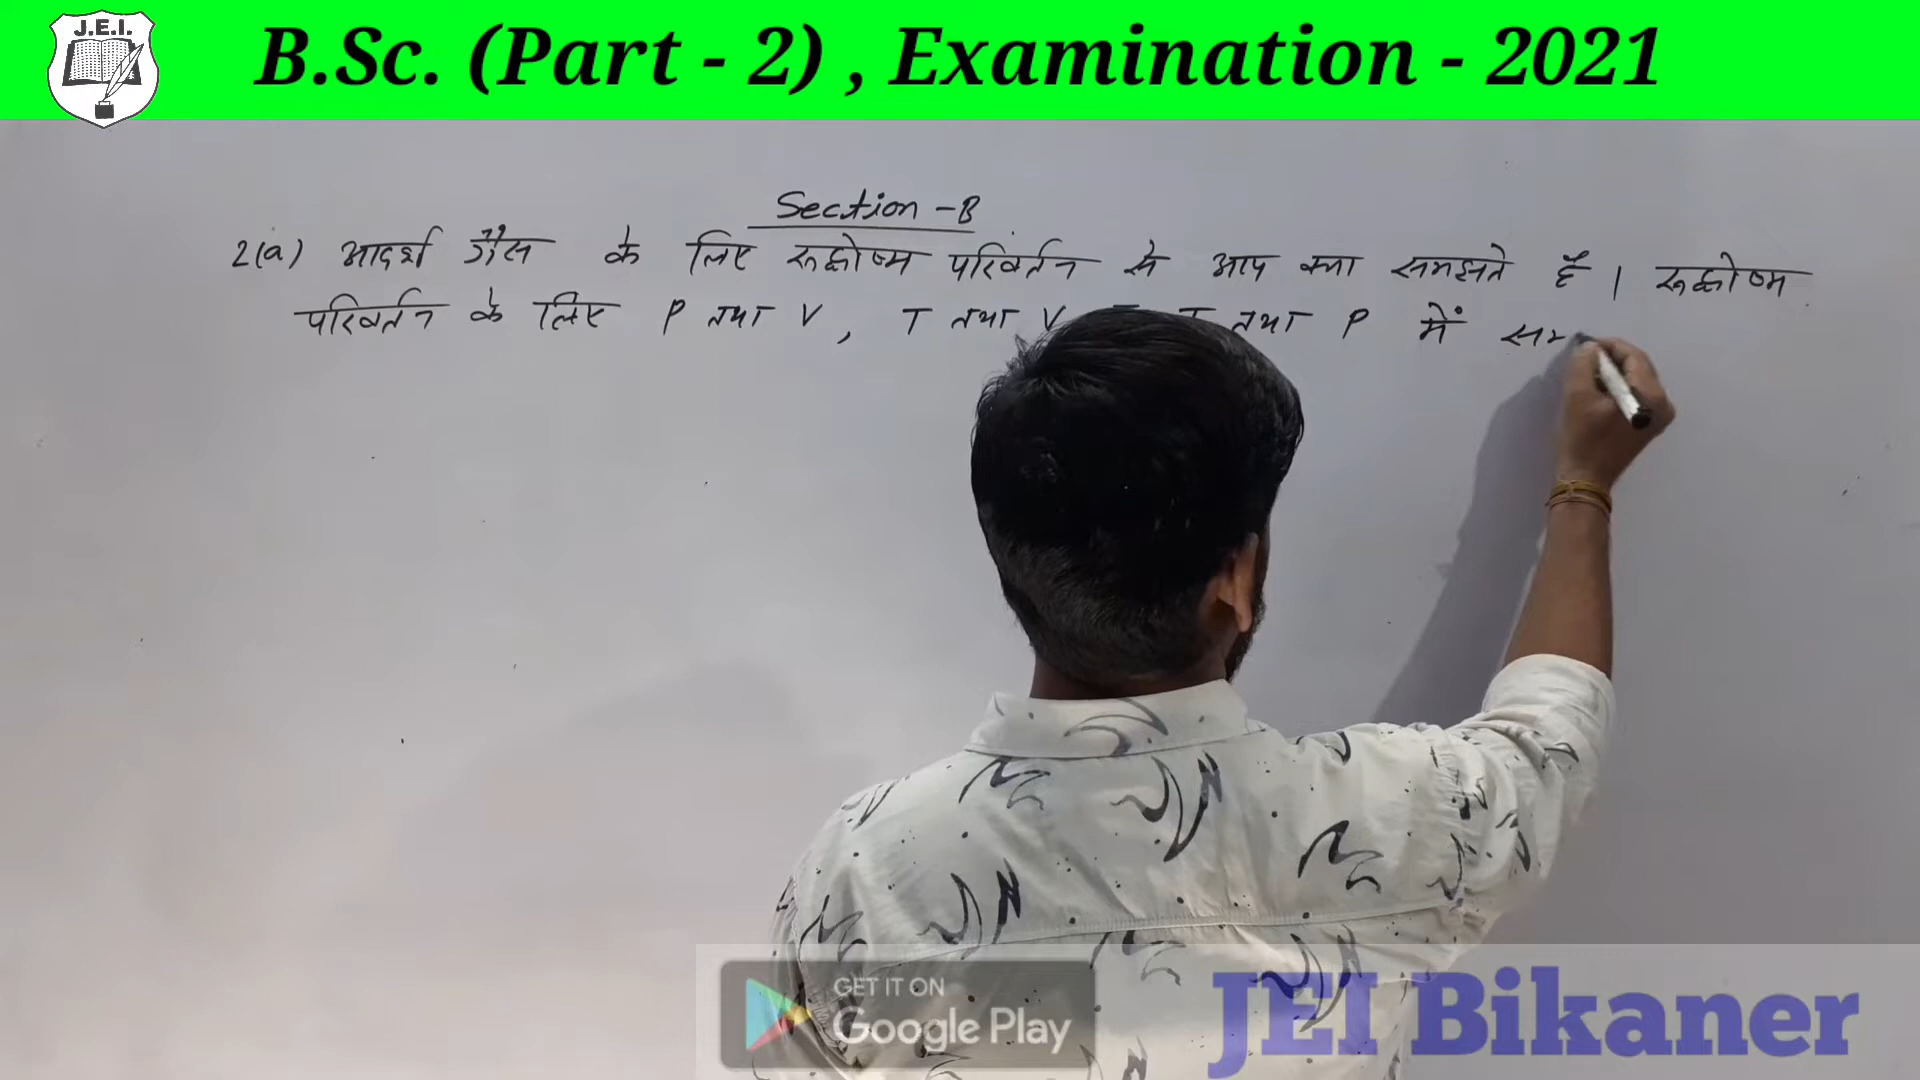 J.E.I.
B.Sc. (Part - 2) , Examination - 2021
Section - B
2(a) आदर्श गैस के लिए रूद्धोष्म परिवर्तन से आप क्या समझते हैं | रूद्धोष्म
परिवर्तन के लिए P तथा V , T तथा V T तथा P में
GET IT ON
Google Play
JEI Bikaner